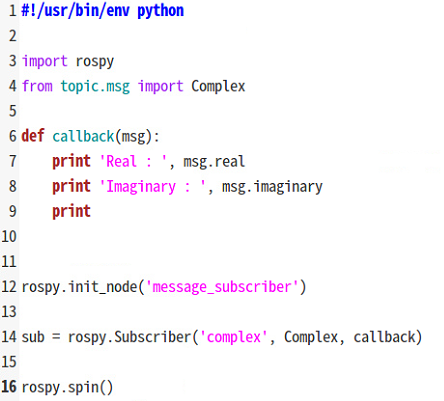 1 #!/usr/bin/env python
2
3 import rospy
4 from topic.msg import Complex
5
6 def callback(msg):
7     print 'Real : ', msg.real
8     print 'Imaginary : ', msg.imaginary
9     print
10
11
12 rospy.init_node('message_subscriber')
13
14 sub = rospy.Subscriber('complex', Complex, callback)
15
16 rospy.spin()